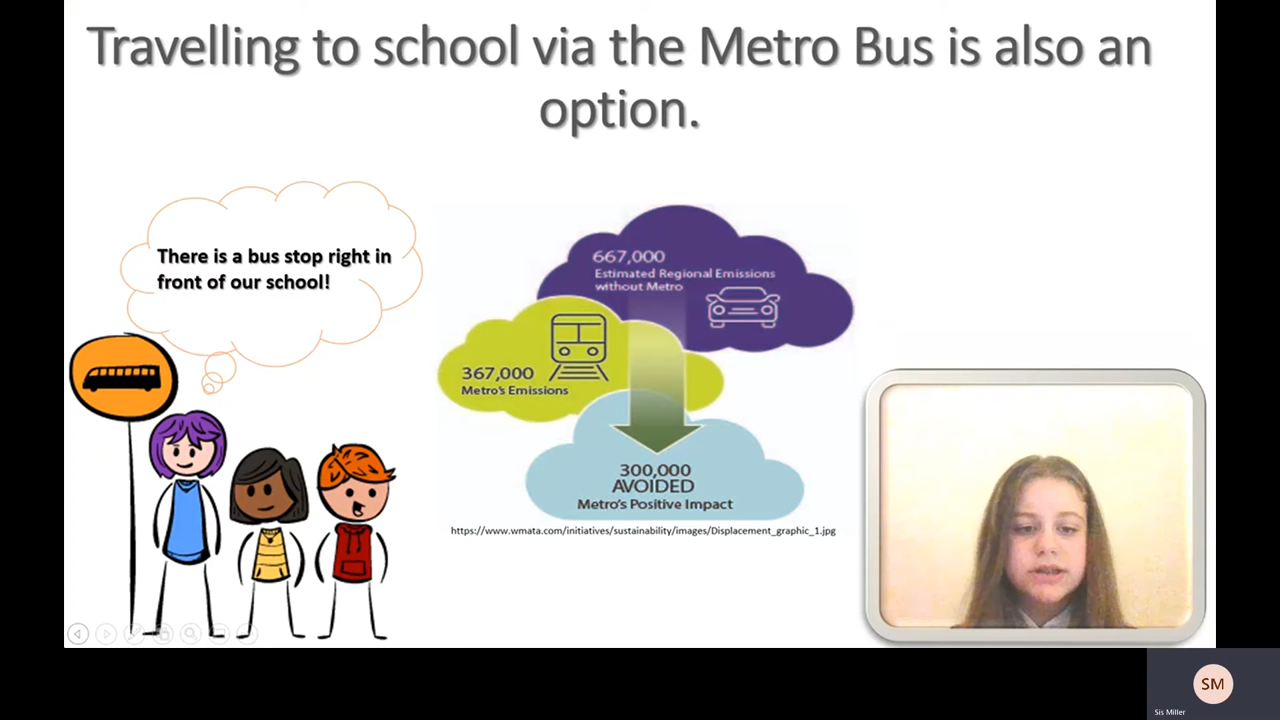 Travelling to school via the Metro Bus is also an
option.
There is a bus stop right in
front of our school!
667,000
Estimated Regional Emissions
without Metro
367,000
Metro's Emissions
300,000
AVOIDED
Metro's Positive Impact
https://www.wmata.com/initiatives/sustainability/images/Displacement_graphic_1.jpg
SM
Sis Miller